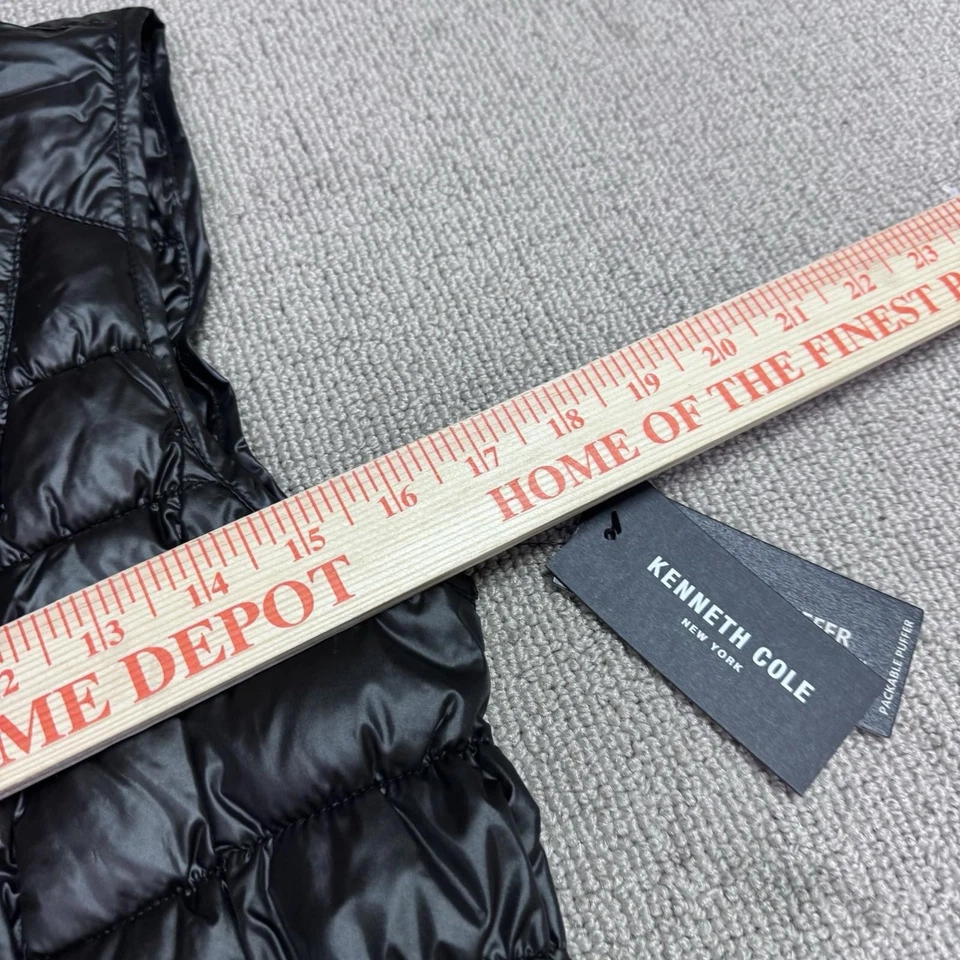 13 14 15 16 17 18 19 20 21 22 23
ME DEPOT HOME OF THE FINEST
KENNETH COLE
NEW YORK
FFER
PACKABLE PUFFER